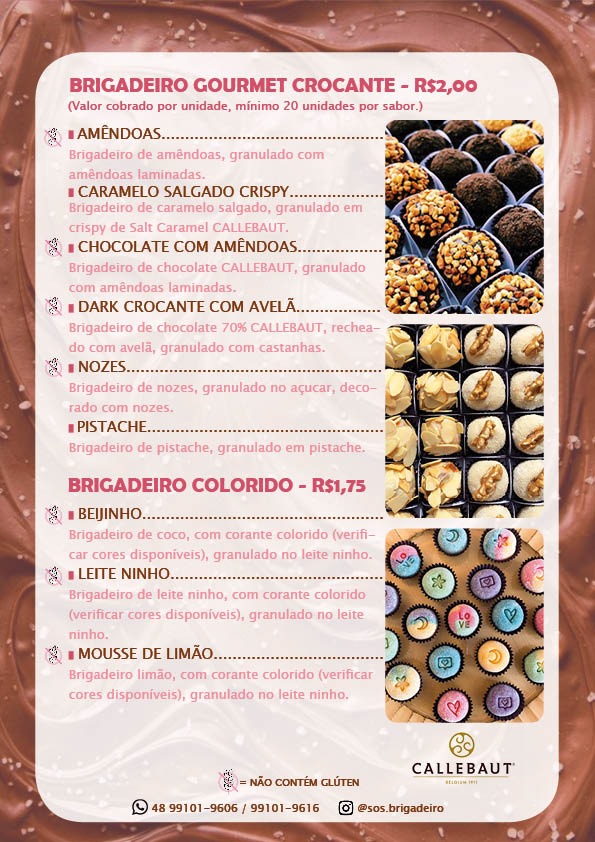 BRIGADEIRO GOURMET CROCANTE - R$2,00
(Valor cobrado por unidade, mínimo 20 unidades por sabor.)
AMÊNDOAS
Brigadeiro de amêndoas, granulado com
amêndoas laminadas.
CARAMELO SALGADO CRISPY
Brigadeiro de caramelo salgado, granulado em
crispy de Salt Caramel CALLEBAUT.
CHOCOLATE COM AMÊNDOAS
Brigadeiro de chocolate CALLEBAUT, granulado
com amêndoas laminadas.
DARK CROCANTE COM AVELÃ
Brigadeiro de chocolate 70% CALLEBAUT, rechea-
do com avelã, granulado com castanhas.
NOZES
Brigadeiro de nozes, granulado no açucar, deco-
rado com nozes.
PISTACHE
Brigadeiro de pistache, granulado em pistache.
BRIGADEIRO COLORIDO - R$1,75
BEIJINHO
Brigadeiro de coco, com corante colorido (verifi-
car cores disponíveis), granulado no leite ninho.
LEITE NINHO
Brigadeiro de leite ninho, com corante colorido
(verificar cores disponíveis), granulado no leite
ninho.
MOUSSE DE LIMÃO
Brigadeiro limão, com corante colorido (verificar
cores disponíveis), granulado no leite ninho.
LOVE
LOVE
CALLEBAUT
BELGIUM 1911
= NÃO CONTÉM GLÚTEN
48 99101-9606 / 99101-9616 @sos.brigadeiro